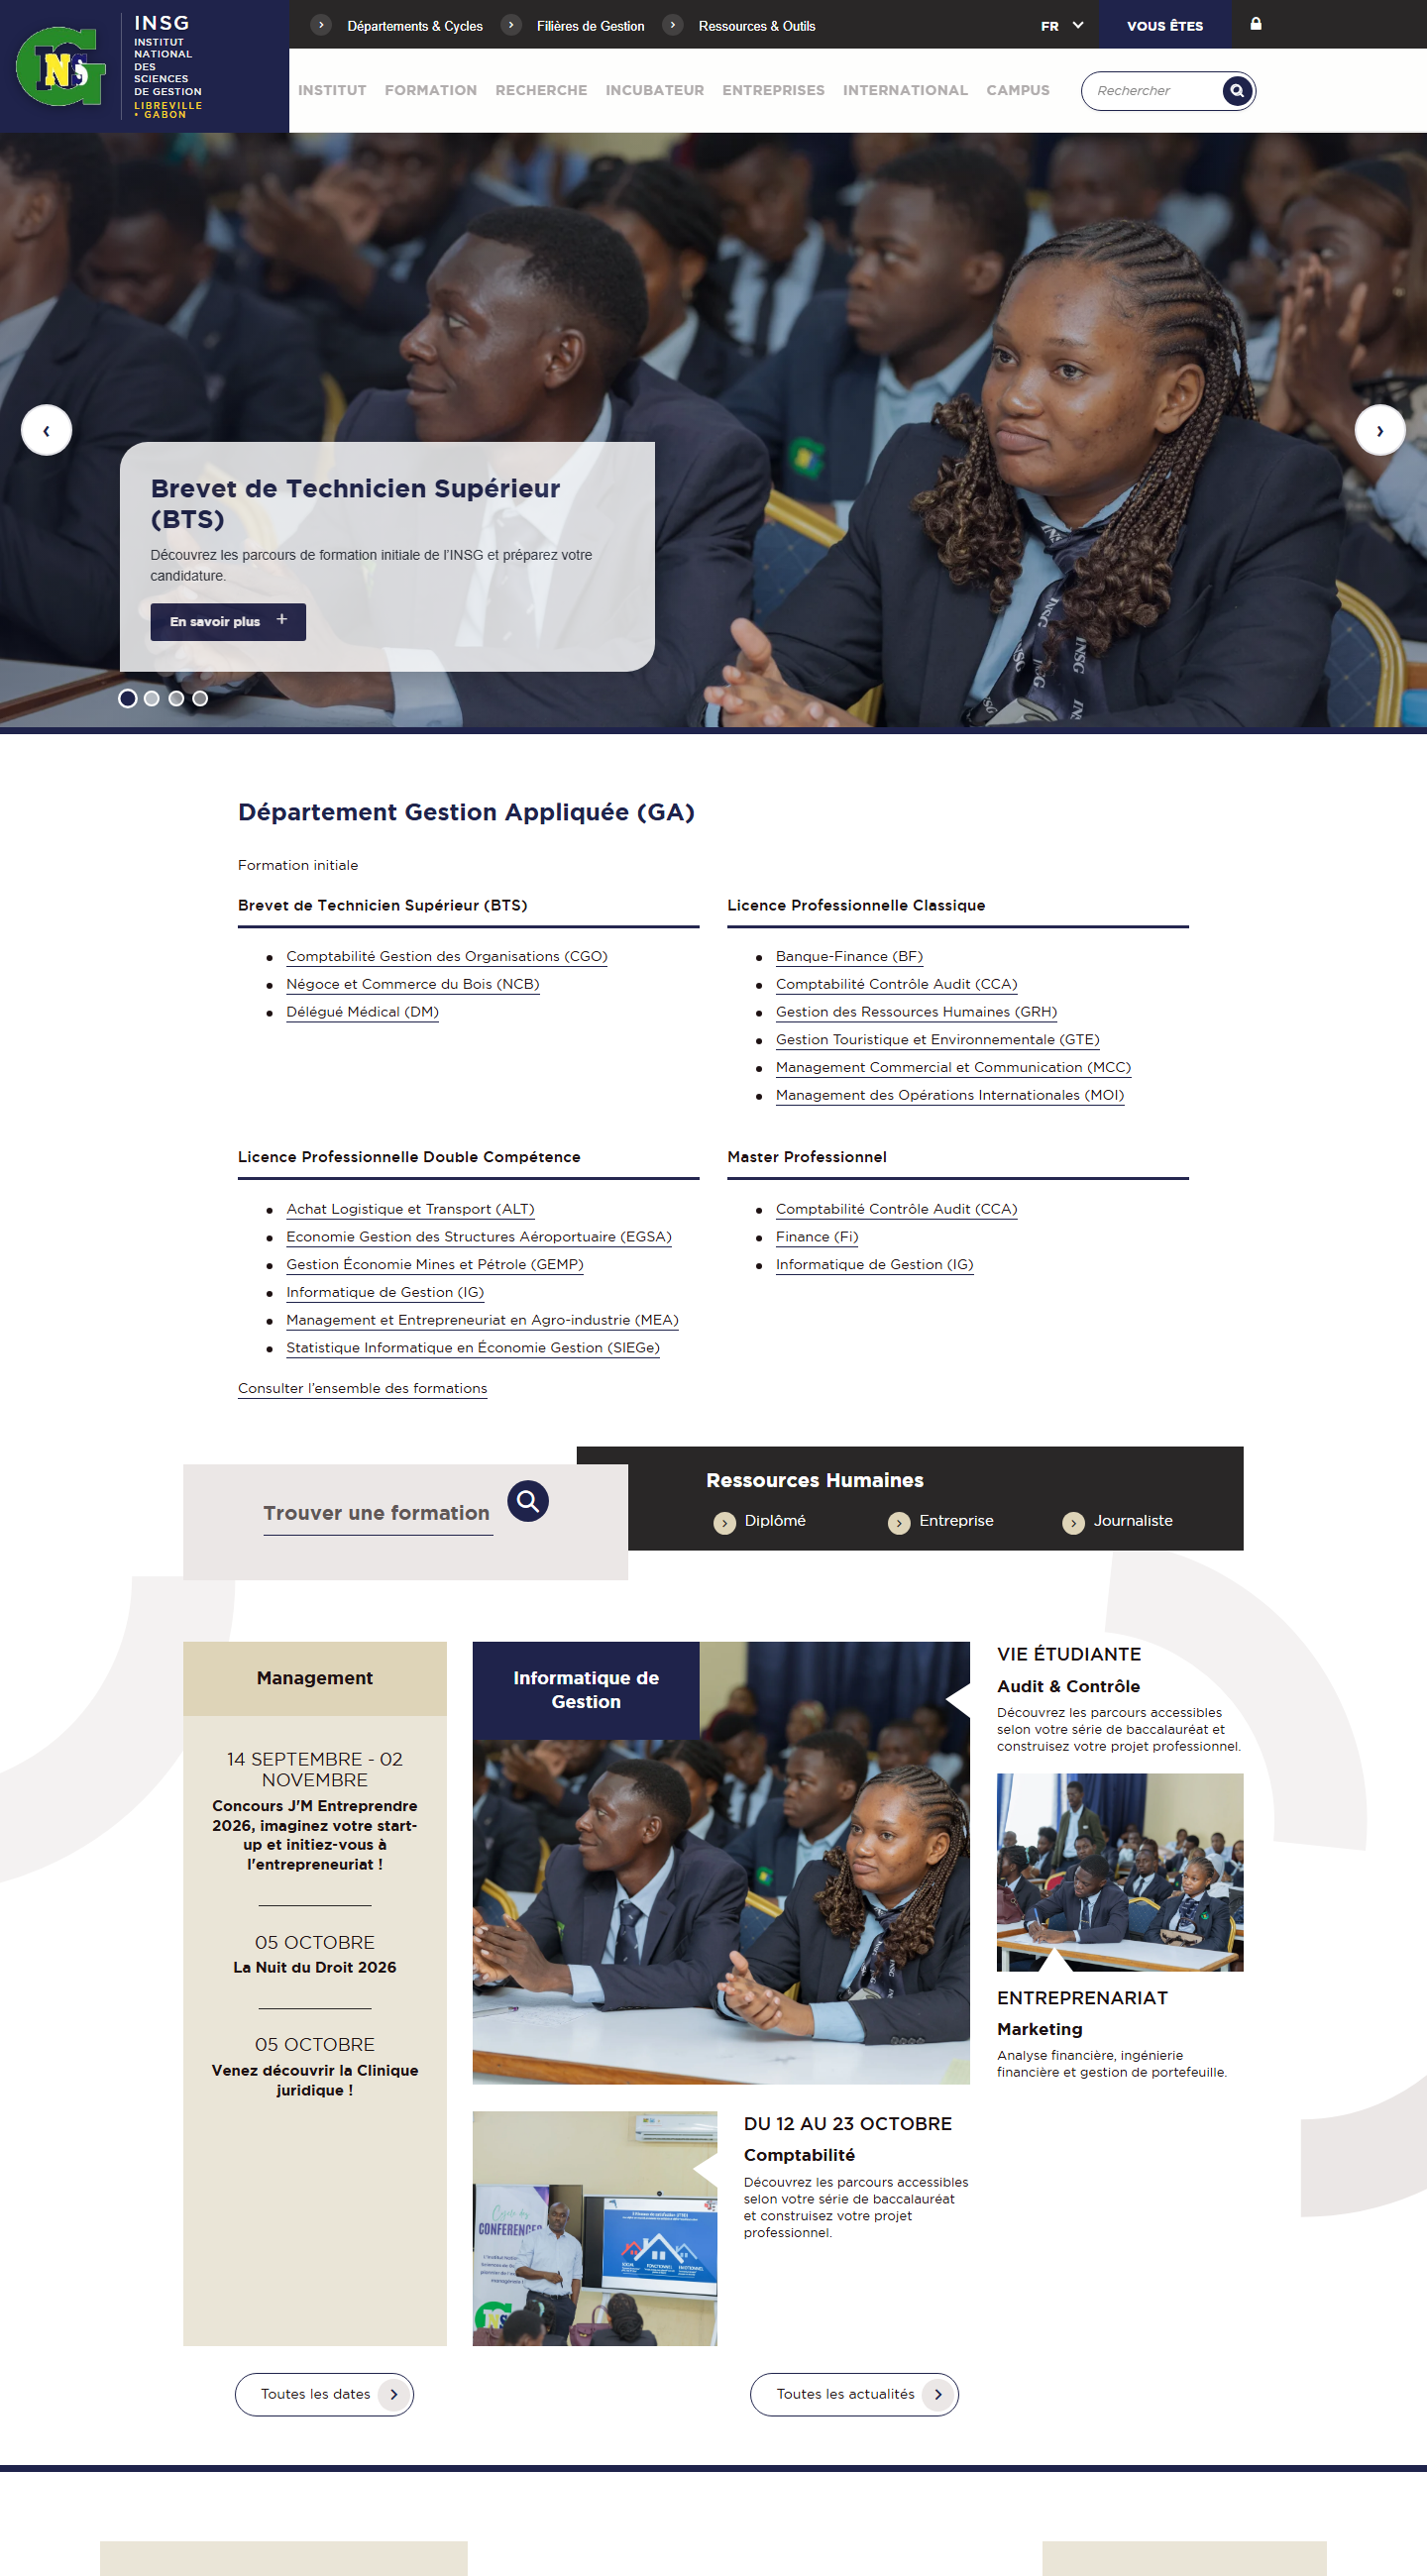 INSG
INSTITUT
NATIONAL
DES
SCIENCES
DE GESTION
LIBREVILLE
• GABON
Départements & Cycles
Filières de Gestion
Ressources & Outils
FR
VOUS ÊTES
INSTITUT
FORMATION
RECHERCHE
INCUBATEUR
ENTREPRISES
INTERNATIONAL
CAMPUS
Rechercher
Brevet de Technicien Supérieur
(BTS)
Découvrez les parcours de formation initiale de l'INSG et préparez votre
candidature.
En savoir plus +
INSG
INSG
INSG
Département Gestion Appliquée (GA)
Formation initiale
Brevet de Technicien Supérieur (BTS)
Comptabilité Gestion des Organisations (CGO)
Négoce et Commerce du Bois (NCB)
Délégué Médical (DM)
Licence Professionnelle Classique
Banque-Finance (BF)
Comptabilité Contrôle Audit (CCA)
Gestion des Ressources Humaines (GRH)
Gestion Touristique et Environnementale (GTE)
Management Commercial et Communication (MCC)
Management des Opérations Internationales (MOI)
Licence Professionnelle Double Compétence
Achat Logistique et Transport (ALT)
Economie Gestion des Structures Aéroportuaire (EGSA)
Gestion Économie Mines et Pétrole (GEMP)
Informatique de Gestion (IG)
Management et Entrepreneuriat en Agro-industrie (MEA)
Statistique Informatique en Économie Gestion (SIEGe)
Master Professionnel
Comptabilité Contrôle Audit (CCA)
Finance (Fi)
Informatique de Gestion (IG)
Consulter l'ensemble des formations
Trouver une formation
Ressources Humaines
Diplômé
Entreprise
Journaliste
Management
14 SEPTEMBRE - 02
NOVEMBRE
Concours J'M Entreprendre
2026, imaginez votre start-
up et initiez-vous à
l'entrepreneuriat !
05 OCTOBRE
La Nuit du Droit 2026
05 OCTOBRE
Venez découvrir la Clinique
juridique !
Informatique de
Gestion
VIE ÉTUDIANTE
Audit & Contrôle
Découvrez les parcours accessibles
selon votre série de baccalauréat et
construisez votre projet professionnel.
ENTREPRENARIAT
Marketing
Analyse financière, ingénierie
financière et gestion de portefeuille.
CONFERENCES
DU 12 AU 23 OCTOBRE
Comptabilité
Découvrez les parcours accessibles
selon votre série de baccalauréat
et construisez votre projet
professionnel.
Toutes les dates
Toutes les actualités